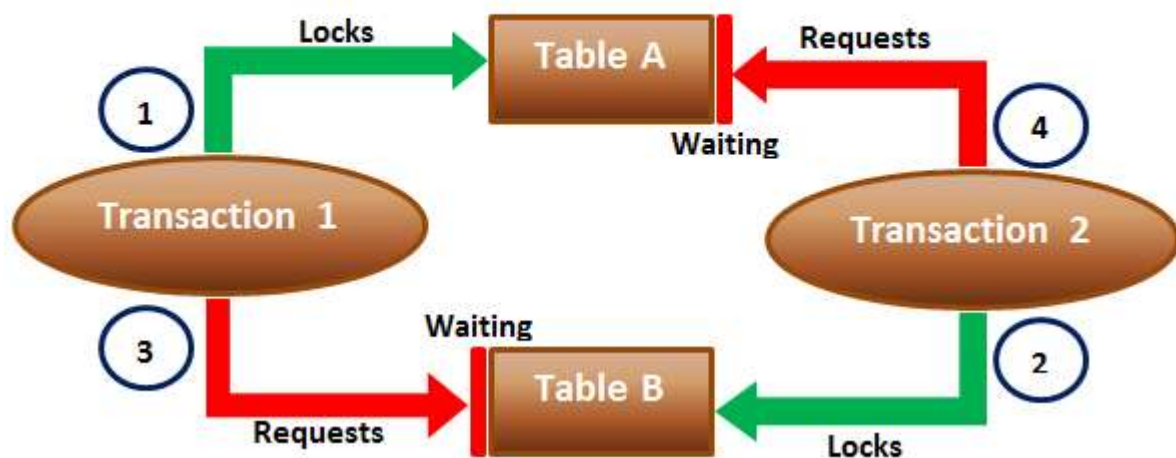 Locks
Table A
Requests
1
4
Waiting
Transaction 1
Transaction 2
3
Waiting
2
Table B
Requests
Locks